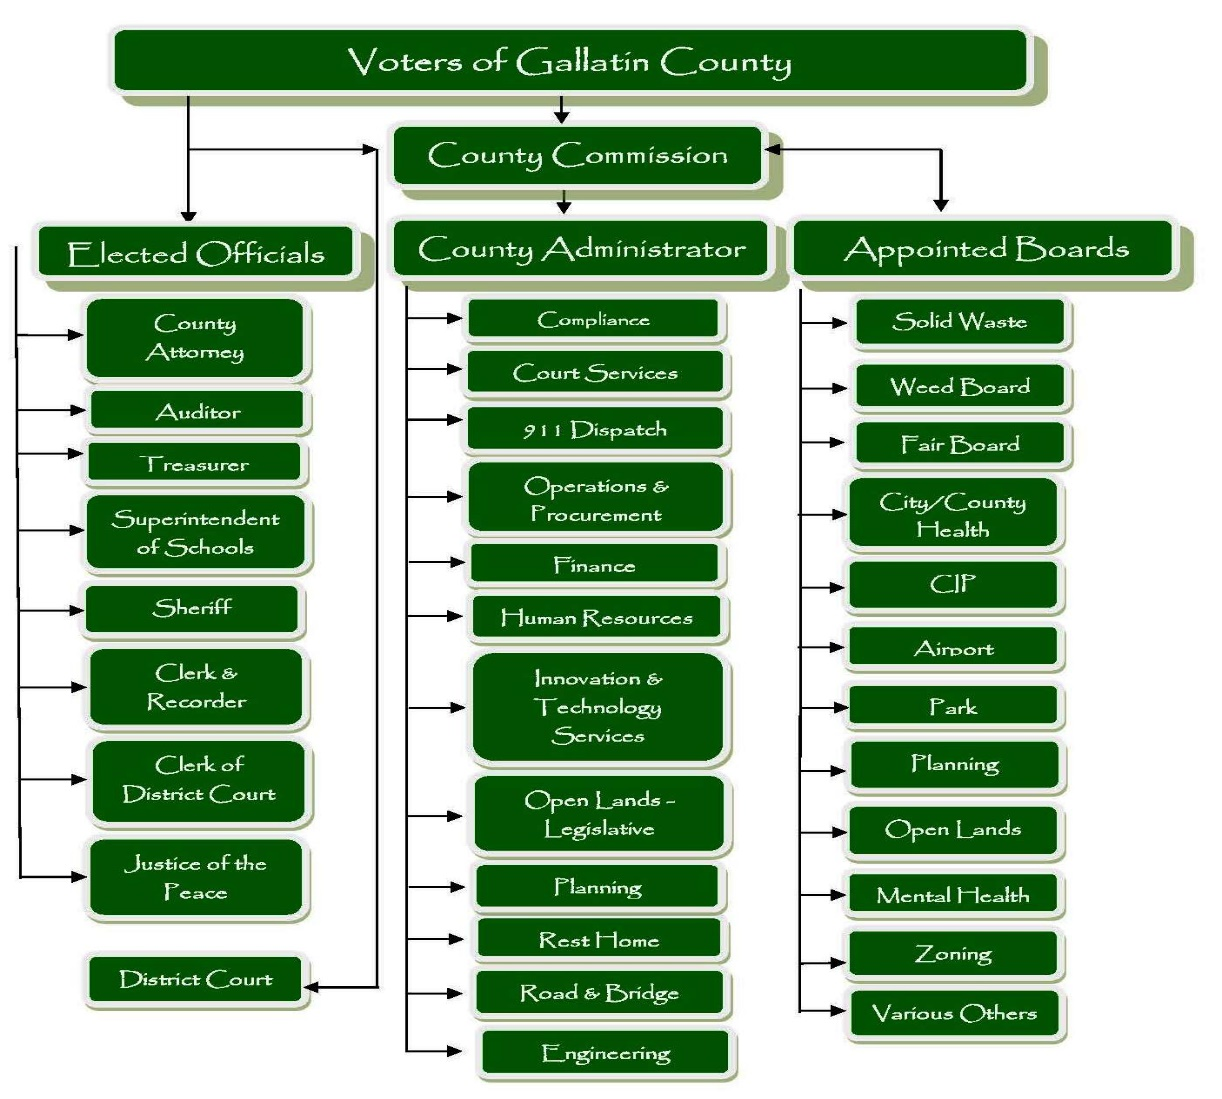 Voters of Gallatin County
County Commission
Elected Officials
County
Attorney
Auditor
Treasurer
Superintendent
of Schools
Sheriff
Clerk &
Recorder
Clerk of
District Court
Justice of the
Peace
District Court
County Administrator
Compliance
Court Services
911 Dispatch
Operations &
Procurement
Finance
Human Resources
Innovation &
Technology
Services
Open Lands -
Legislative
Planning
Rest Home
Road & Bridge
Engineering
Appointed Boards
Solid Waste
Weed Board
Fair Board
City/County
Health
CIP
Airport
Park
Planning
Open Lands
Mental Health
Zoning
Various Others